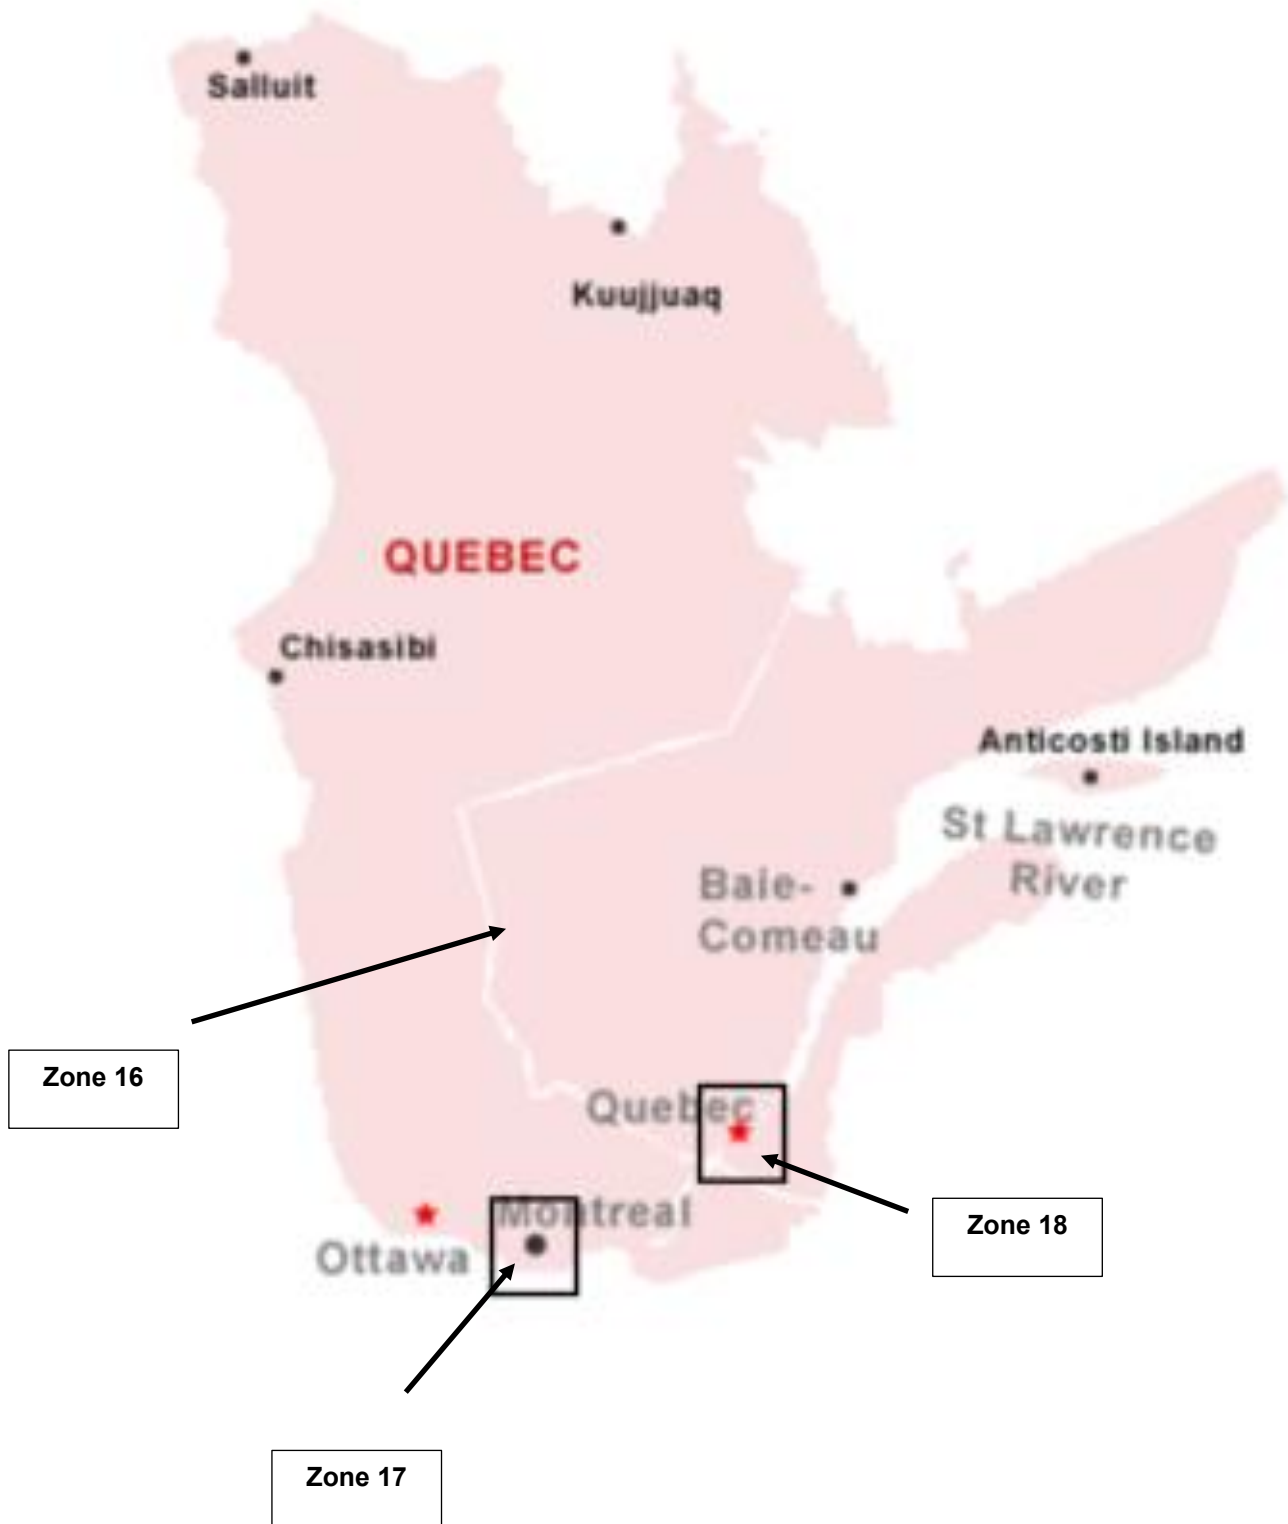 Salluit
Kuujjuaq
QUEBEC
Chisasibi
Anticosti Island
St Lawrence
River
Baie-
Comeau
Zone 16
Quebec
Montreal
Ottawa
Zone 18
Zone 17